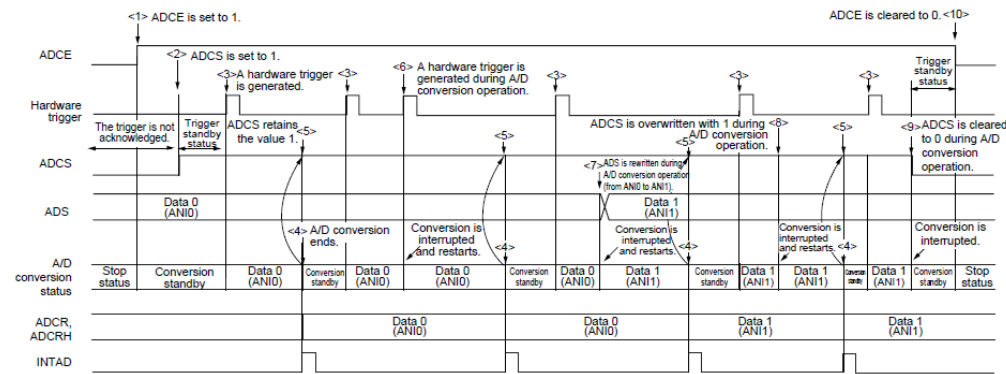 <1> ADCE is set to 1.
ADCE is cleared to 0. <10>
ADCE
<2> ADCS is set to 1.
<3> A hardware trigger
is generated.
<3>
<6> A hardware trigger is
generated during A/D
conversion operation.
<3>
<3>
<3>
Trigger
standby
status
Hardware
trigger
The trigger is not
acknowledged.
Trigger
standby
status
ADCS retains
the value 1.
<5>
<5>
ADCS is overwritten with 1 during
A/D conversion
operation.
<5>
<8>
<5>
<9> ADCS is cleared
to 0 during A/D
conversion
operation.
ADCS
<7> ADS is rewritten during
A/D conversion operation
(from ANI0 to ANI1).
ADS
Data 0
(ANI0)
Data 1
(ANI1)
<4> A/D conversion
ends.
Conversion is
interrupted
and restarts.
<4>
Conversion is
interrupted
and restarts.
<4>
Conversion is
interrupted
and restarts.
<4>
Conversion is
interrupted.
A/D
conversion
status
Stop
status
Conversion
standby
Data 0
(ANI0)
Conversion
standby
Data 0
(ANI0)
Data 0
(ANI0)
Conversion
standby
Data 0
(ANI0)
Data 1
(ANI1)
Conversion
standby
Data 1
(ANI1)
Data 1
(ANI1)
Conversion
standby
Data 1
(ANI1)
Conversion
standby
Stop
status
ADCR,
ADCRH
Data 0
(ANI0)
Data 0
(ANI0)
Data 1
(ANI1)
Data 1
(ANI1)
INTAD